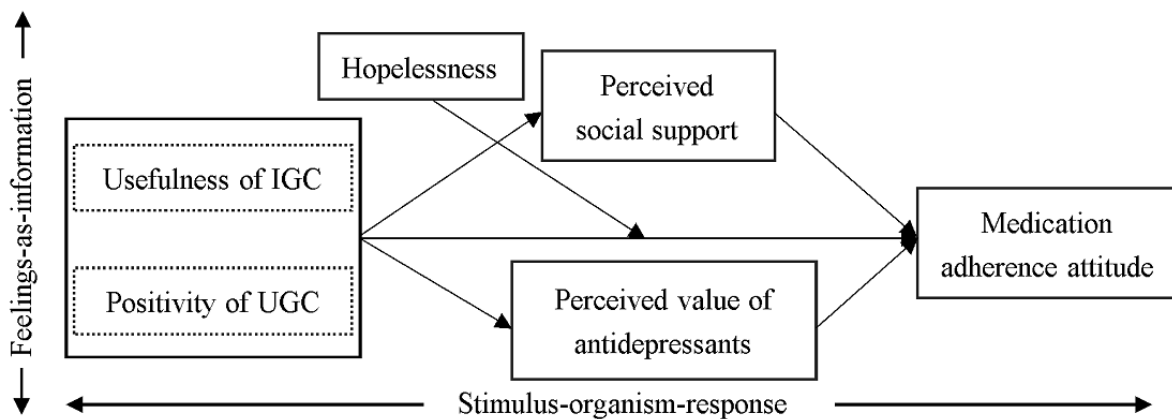 Feelings-as-information
Hopelessness
Perceived
social support
Usefulness of IGC
Positivity of UGC
Medication
adherence attitude
Perceived value of
antidepressants
Stimulus-organism-response